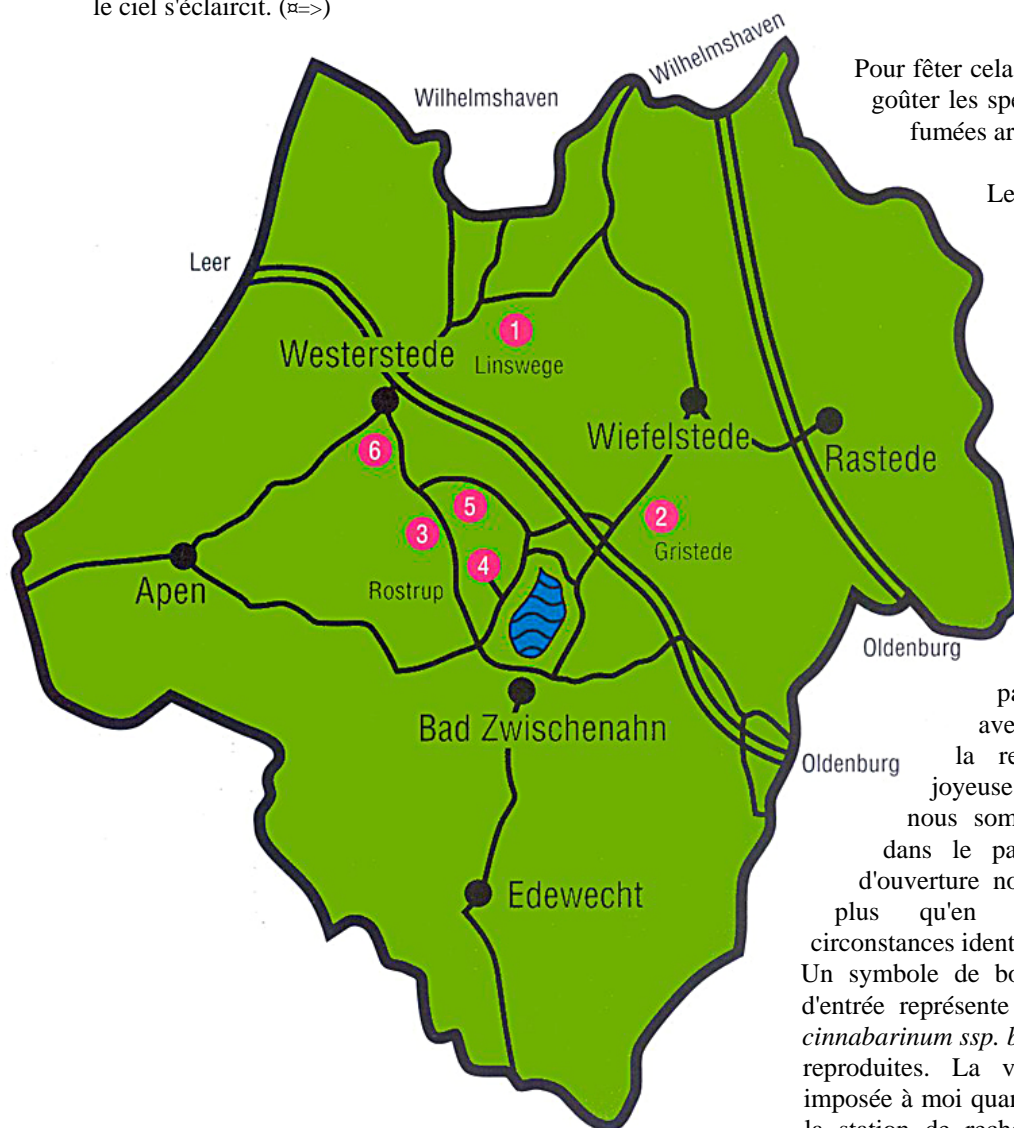 le ciel s'éclaircit. (¤=>)
Pour fêter cela
goûter les spé
fumées ar
Le
Wilhelmshaven
Wilhelmshaven
Leer
1
Linswege
Westerstede
Wiefelstede
Rastede
6
5
3
2
Gristede
4
Rostrup
Apen
Oldenburg
Bad Zwischenahn
Oldenburg
Edewecht
pa
ave
la re
joyeuse
nous som
dans le pa
d'ouverture no
plus qu'en
circonstances ident
Un symbole de bo
d'entrée représente
cinnabarinum ssp. b
reproduites. La v
imposée à moi quar
la station de rech